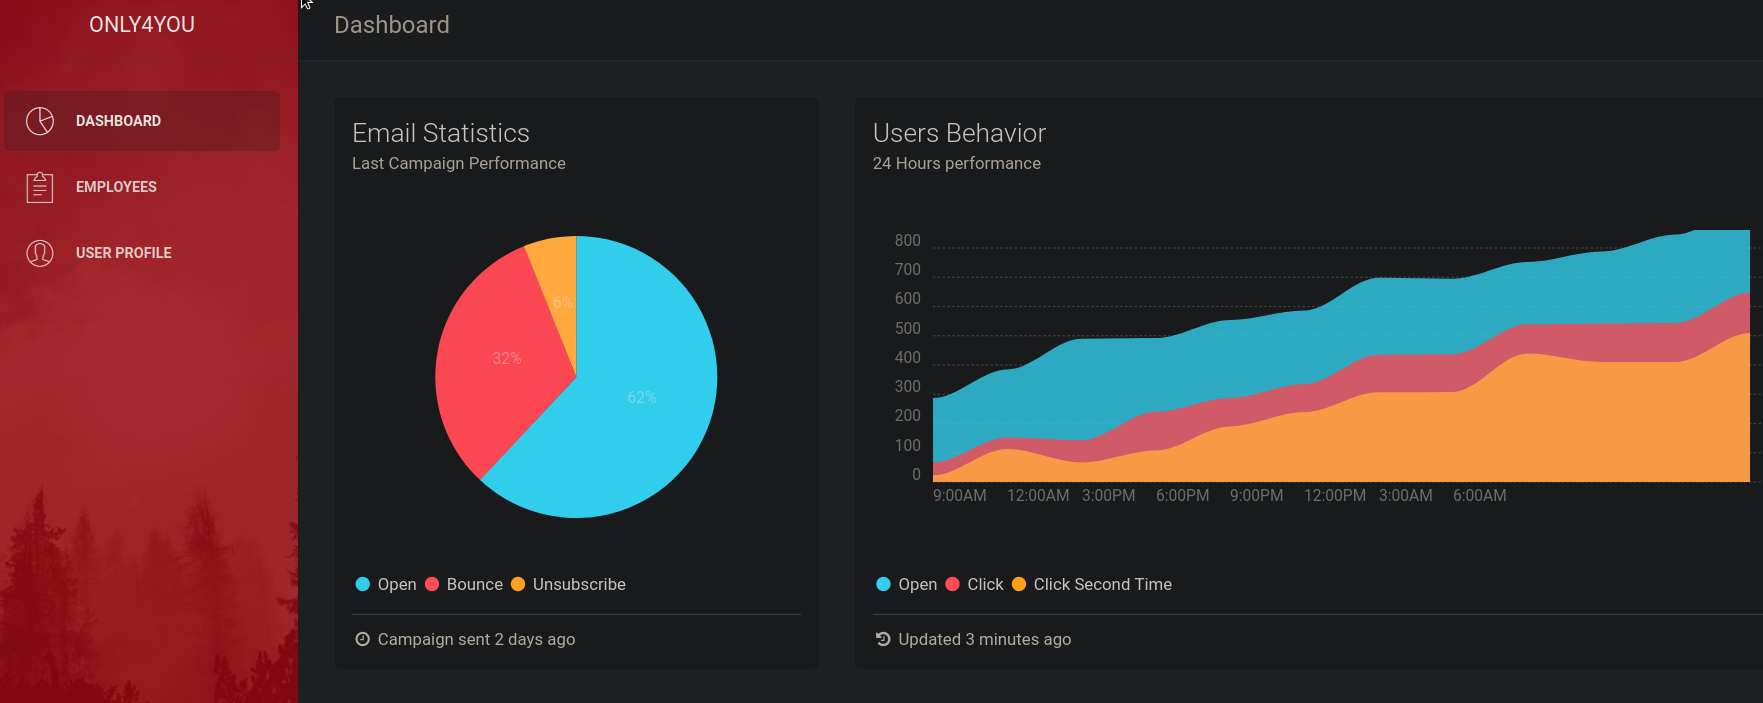 ONLY4YOU
DASHBOARD
EMPLOYEES
USER PROFILE
Dashboard
Email Statistics
Last Campaign Performance
6%
32%
62%
Open Bounce Unsubscribe
Campaign sent 2 days ago
Users Behavior
24 Hours performance
800
700
600
500
400
300
200
100
0
9:00AM 12:00AM 3:00PM 6:00PM 9:00PM 12:00PM 3:00AM 6:00AM
Open Click Click Second Time
Updated 3 minutes ago